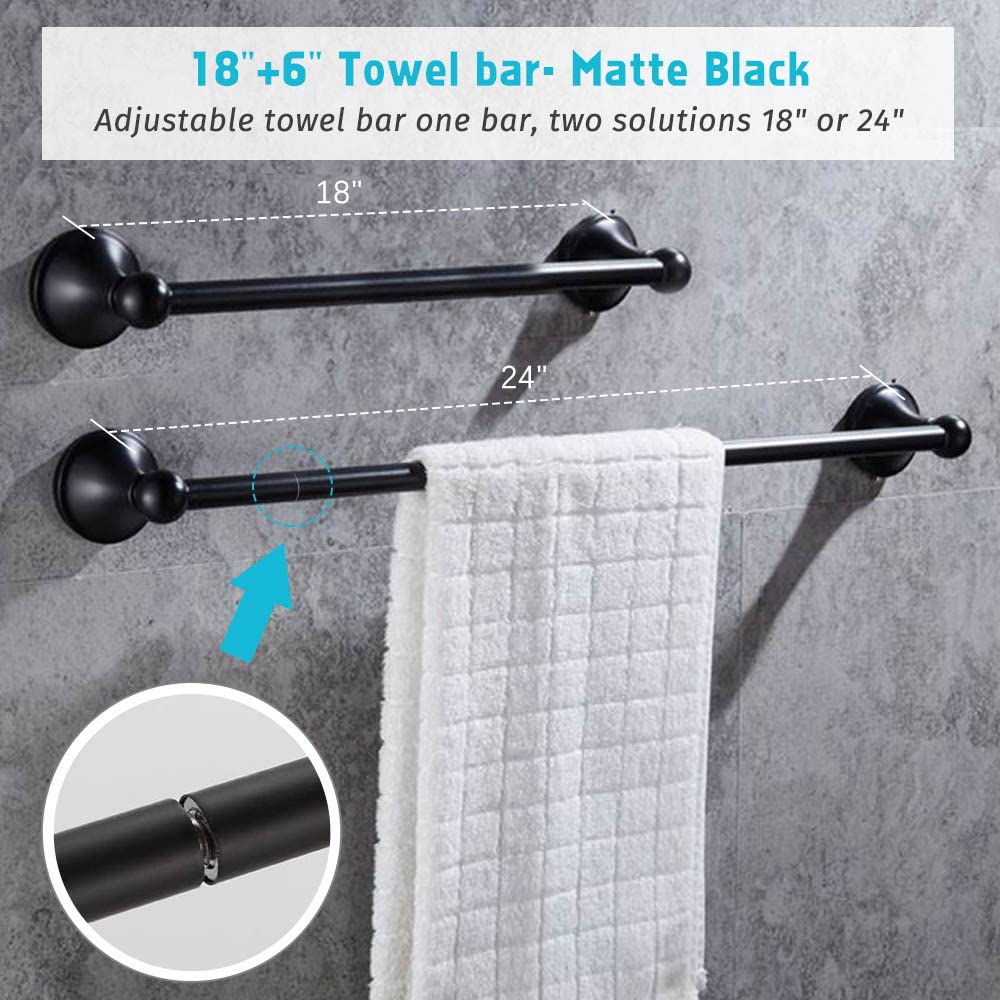 18"+6" Towel bar- Matte Black
Adjustable towel bar one bar, two solutions 18" or 24"
18"
24"